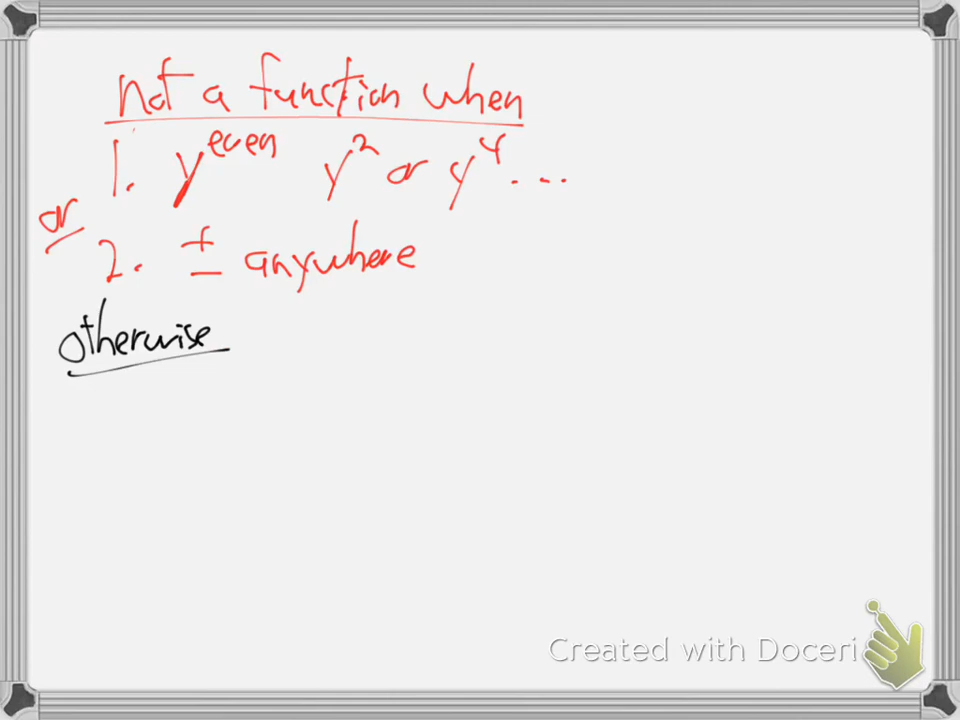 not a function when
1. y^even y^2 or y^4 ...
or
2. ± anywhere
otherwise
Created with Doceri